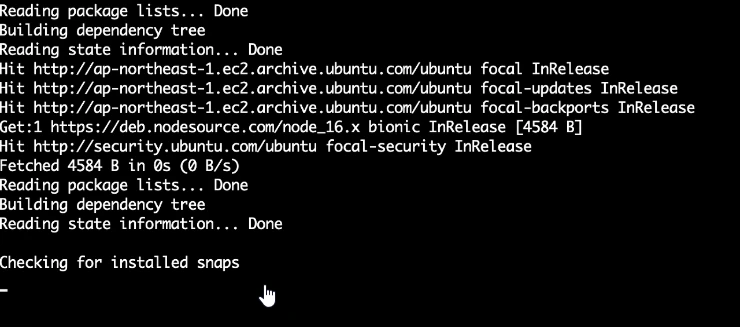 Reading package lists... Done
Building dependency tree
Reading state information... Done
Hit http://ap-northeast-1.ec2.archive.ubuntu.com/ubuntu focal InRelease
Hit http://ap-northeast-1.ec2.archive.ubuntu.com/ubuntu focal-updates InRelease
Hit http://ap-northeast-1.ec2.archive.ubuntu.com/ubuntu focal-backports InRelease
Get:1 https://deb.nodesource.com/node_16.x bionic InRelease [4584 B]
Hit http://security.ubuntu.com/ubuntu focal-security InRelease
Fetched 4584 B in 0s (0 B/s)
Reading package lists... Done
Building dependency tree
Reading state information... Done
Checking for installed snaps